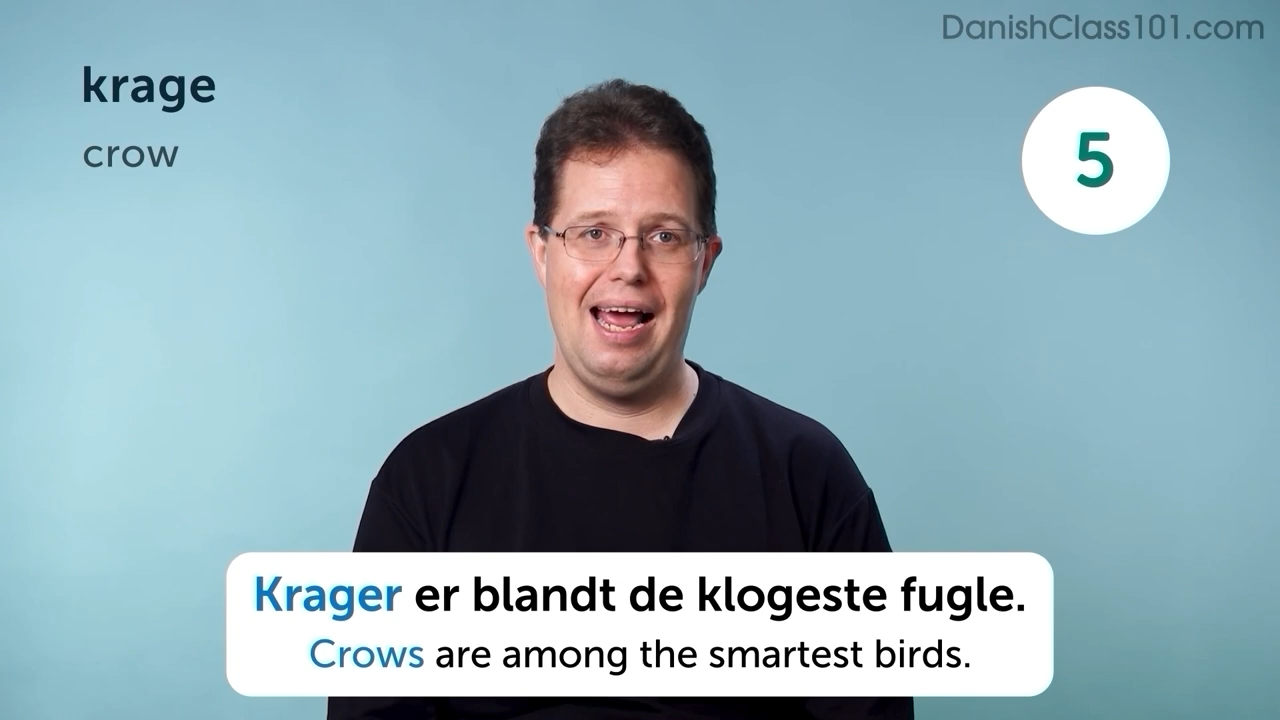 DanishClass101.com
krage
crow
5
Krager er blandt de klogeste fugle.
Crows are among the smartest birds.